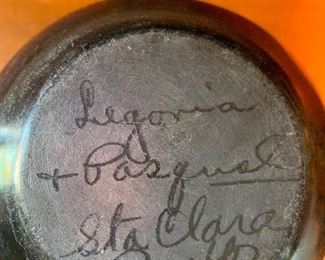 Legoria
+ Pasqual
Sta Clara